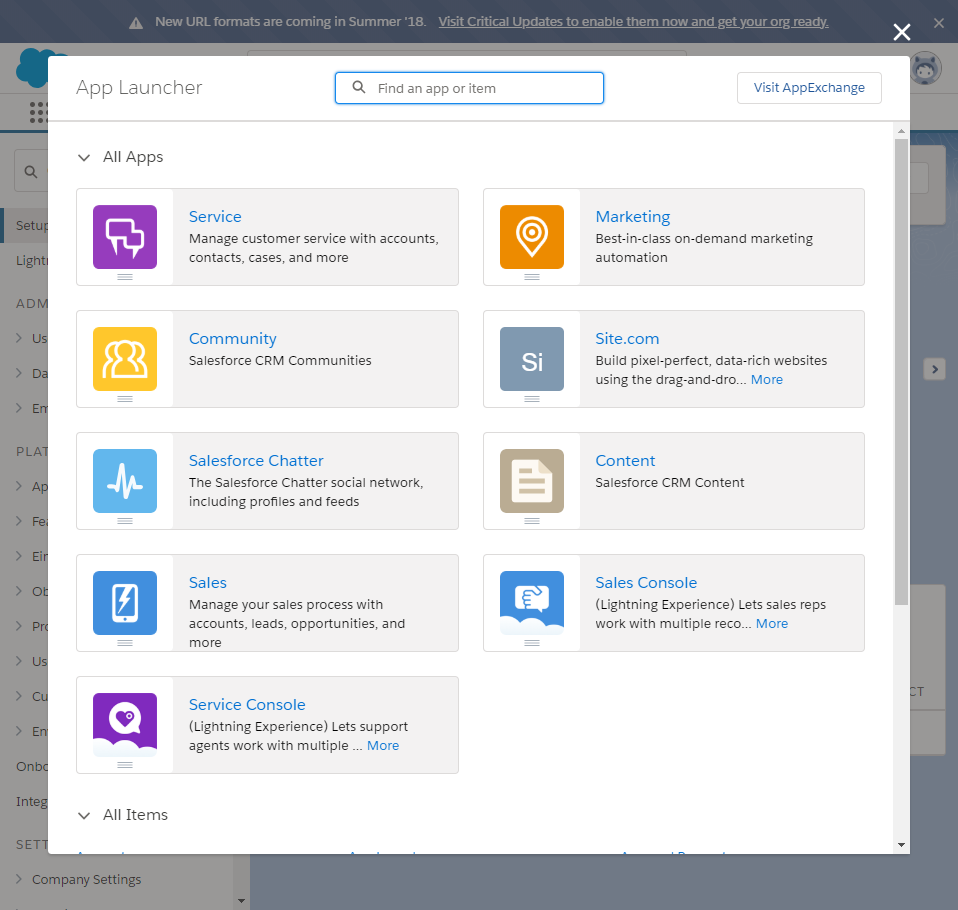 New URL formats are coming in Summer '18. Visit Critical Updates to enable them now and get your org ready.
App Launcher
Find an app or item
Visit AppExchange
All Apps
Service
Manage customer service with accounts,
contacts, cases, and more
Marketing
Best-in-class on-demand marketing
automation
Community
Salesforce CRM Communities
Si
Site.com
Build pixel-perfect, data-rich websites
using the drag-and-dro... More
Salesforce Chatter
The Salesforce Chatter social network,
including profiles and feeds
Content
Salesforce CRM Content
Sales
Manage your sales process with
accounts, leads, opportunities, and
more
Sales Console
(Lightning Experience) Lets sales reps
work with multiple reco... More
Service Console
(Lightning Experience) Lets support
agents work with multiple ... More
All Items
Setup
Lightn
ADM
Us
Da
Em
PLAT
Ap
Fea
Ein
Ob
Pro
Us
Cu
Env
Onbo
Integ
SETT
Company Settings
CT